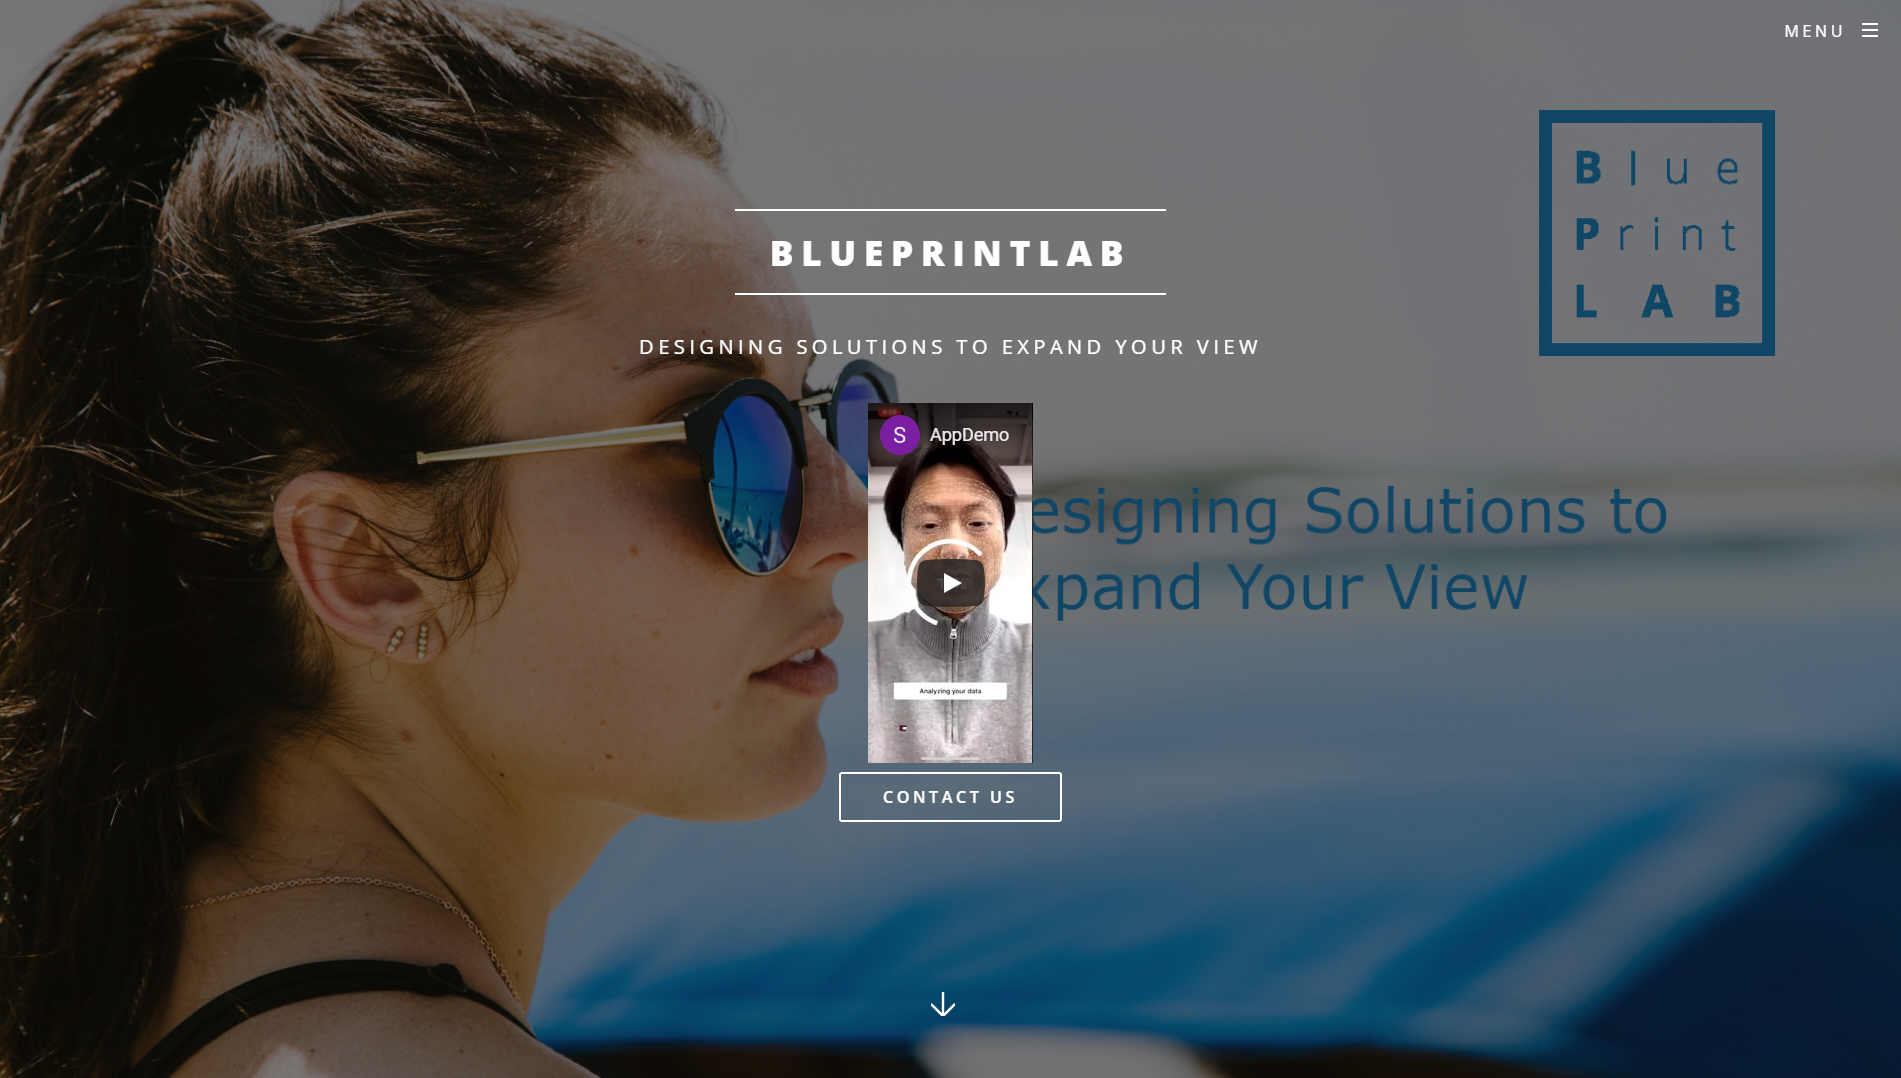 MENU
Blue
Print
LAB
BLUEPRINTLAB
DESIGNING SOLUTIONS TO EXPAND YOUR VIEW
S
AppDemo
esigning Solutions to
xpand Your View
Analyzing your data
CONTACT US